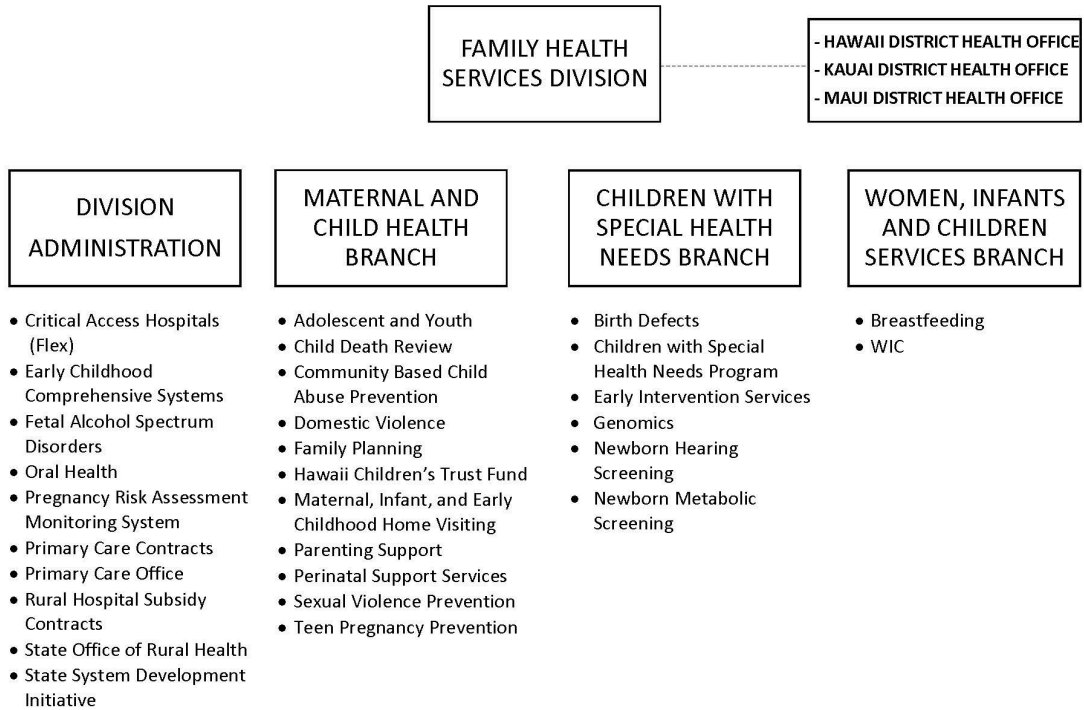 FAMILY HEALTH
SERVICES DIVISION
- HAWAII DISTRICT HEALTH OFFICE
- KAUAI DISTRICT HEALTH OFFICE
- MAUI DISTRICT HEALTH OFFICE
DIVISION
ADMINISTRATION
• Critical Access Hospitals
(Flex)
• Early Childhood
Comprehensive Systems
• Fetal Alcohol Spectrum
Disorders
• Oral Health
• Pregnancy Risk Assessment
Monitoring System
• Primary Care Contracts
• Primary Care Office
• Rural Hospital Subsidy
Contracts
• State Office of Rural Health
• State System Development
Initiative
MATERNAL AND
CHILD HEALTH
BRANCH
• Adolescent and Youth
• Child Death Review
• Community Based Child
Abuse Prevention
• Domestic Violence
• Family Planning
• Hawaii Children’s Trust Fund
• Maternal, Infant, and Early
Childhood Home Visiting
• Parenting Support
• Perinatal Support Services
• Sexual Violence Prevention
• Teen Pregnancy Prevention
CHILDREN WITH
SPECIAL HEALTH
NEEDS BRANCH
• Birth Defects
• Children with Special
Health Needs Program
• Early Intervention Services
• Genomics
• Newborn Hearing
Screening
• Newborn Metabolic
Screening
WOMEN, INFANTS
AND CHILDREN
SERVICES BRANCH
• Breastfeeding
• WIC